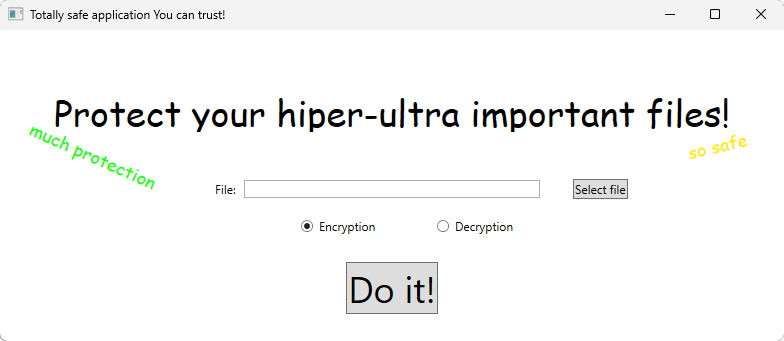 Totally safe application You can trust!
Protect your hiper-ultra important files!
much protection
so safe
File:
Select file
Encryption
Decryption
Do it!